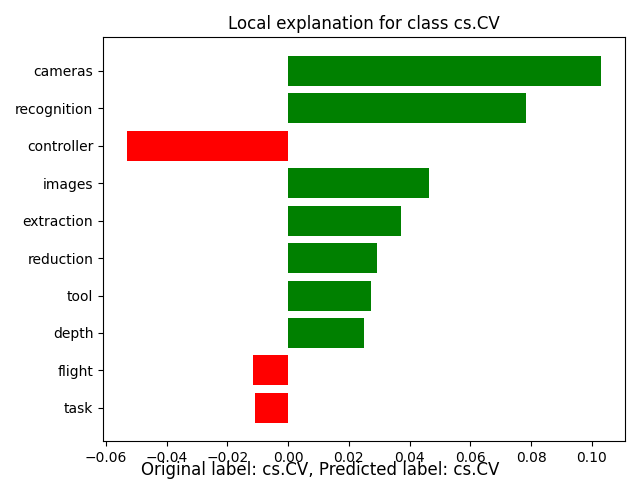 Local explanation for class cs.CV
cameras
recognition
controller
images
extraction
reduction
tool
depth
flight
task
−0.06 −0.04 −0.02 0.00 0.02 0.04 0.06 0.08 0.10
Original label: cs.CV, Predicted label: cs.CV